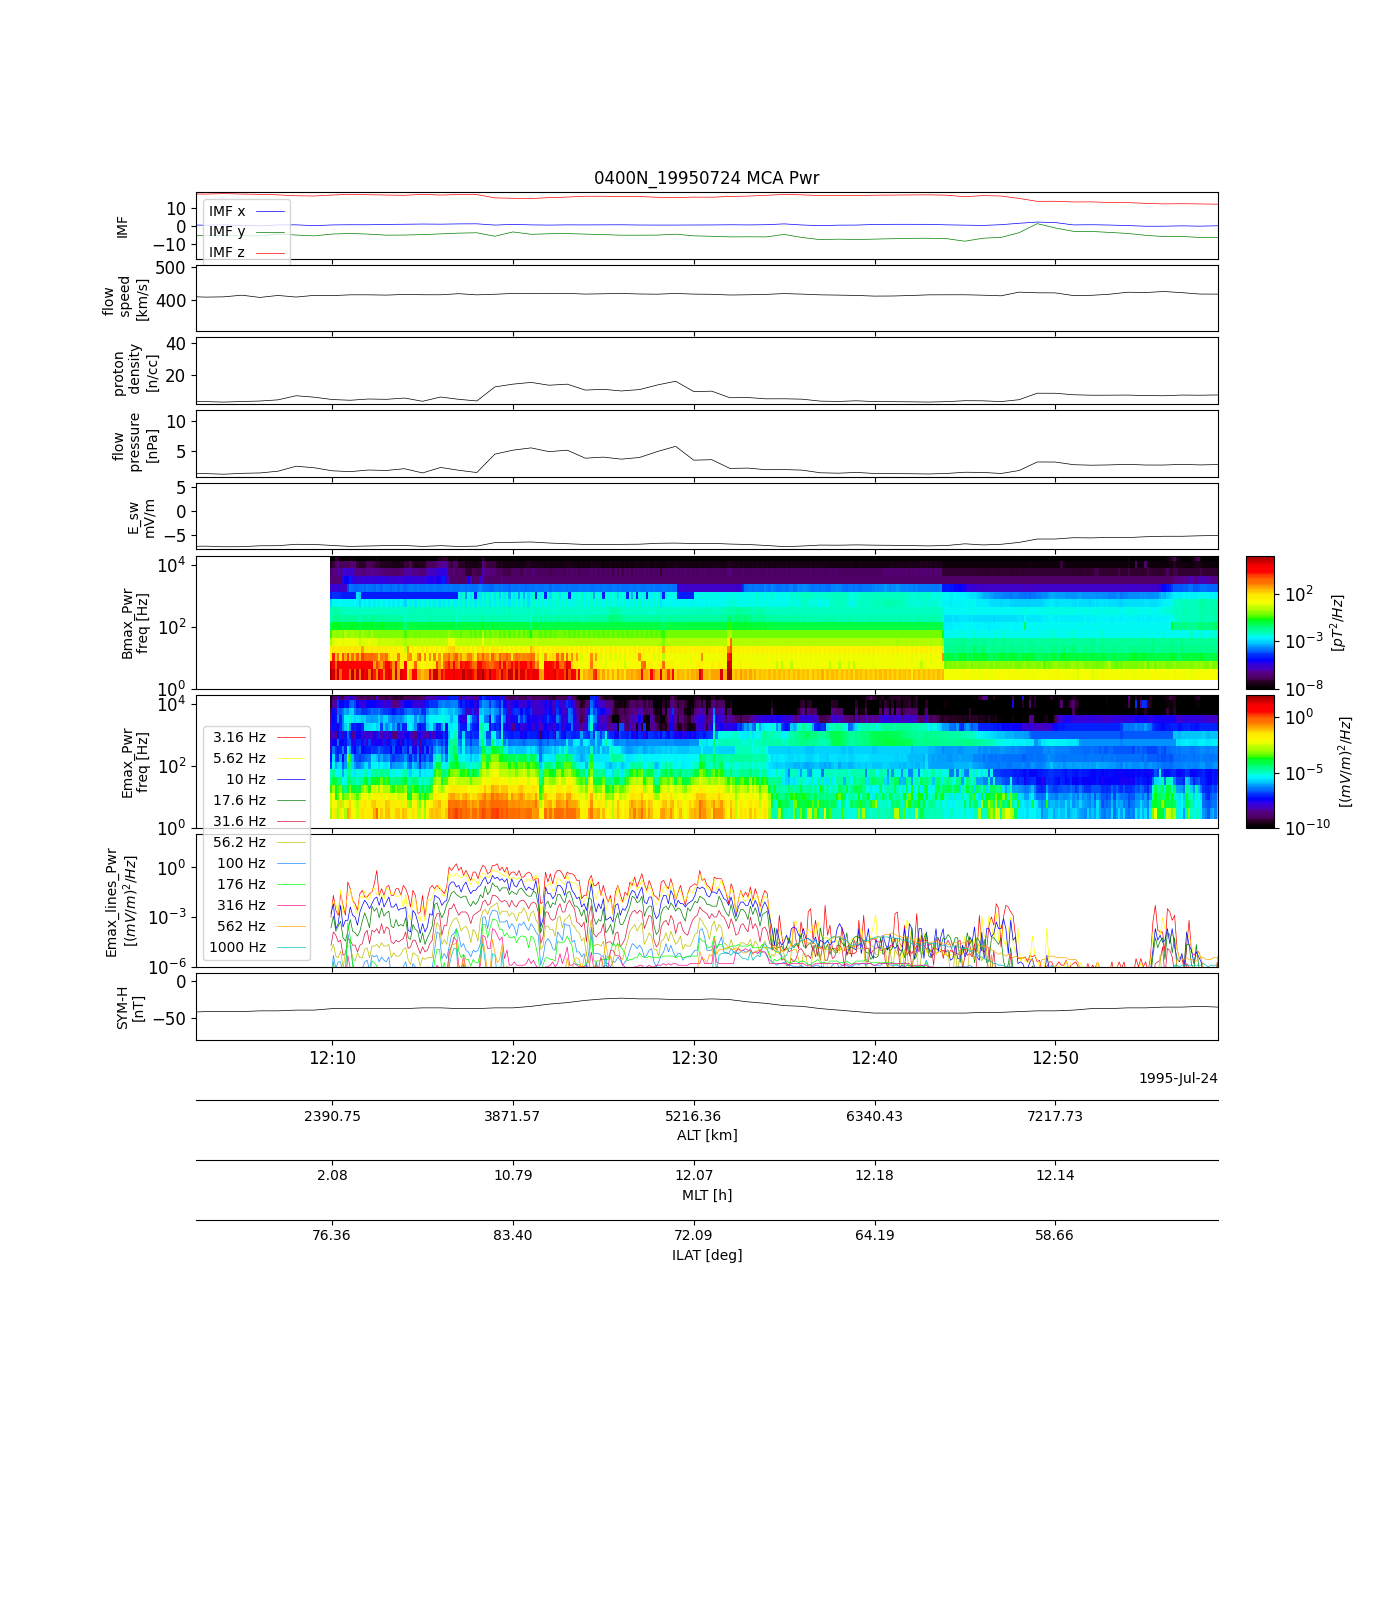 0400N_19950724 MCA Pwr
IMF
10
0
−10
IMF x
IMF y
IMF z
flow
speed
[km/s]
500
400
proton
density
[n/cc]
40
20
flow
pressure
[nPa]
10
5
E_sw
mV/m
5
0
−5
Bmax_Pwr
freq [Hz]
10^4
10^2
10^0
10^2
10^−3
10^−8
[pT^2/Hz]
Emax_Pwr
freq [Hz]
10^4
10^2
10^0
10^0
10^−5
10^−10
[(mV/m)^2/Hz]
3.16 Hz
5.62 Hz
10 Hz
17.6 Hz
31.6 Hz
56.2 Hz
100 Hz
176 Hz
316 Hz
562 Hz
1000 Hz
Emax_lines_Pwr
[(mV/m)^2/Hz]
10^0
10^−3
10^−6
SYM-H
[nT]
0
−50
12:10 12:20 12:30 12:40 12:50
1995-Jul-24
2390.75 3871.57 5216.36 6340.43 7217.73
ALT [km]
2.08 10.79 12.07 12.18 12.14
MLT [h]
76.36 83.40 72.09 64.19 58.66
ILAT [deg]